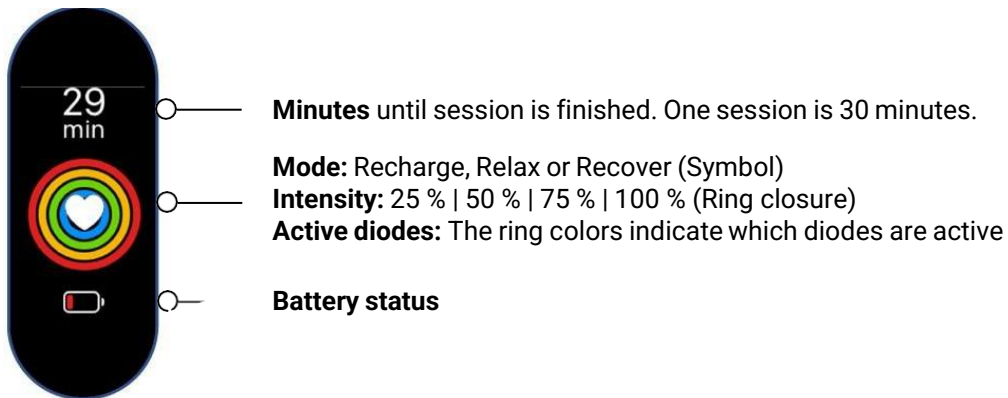 29
min
Minutes until session is finished. One session is 30 minutes.
Mode: Recharge, Relax or Recover (Symbol)
Intensity: 25 % | 50 % | 75 % | 100 % (Ring closure)
Active diodes: The ring colors indicate which diodes are active
Battery status